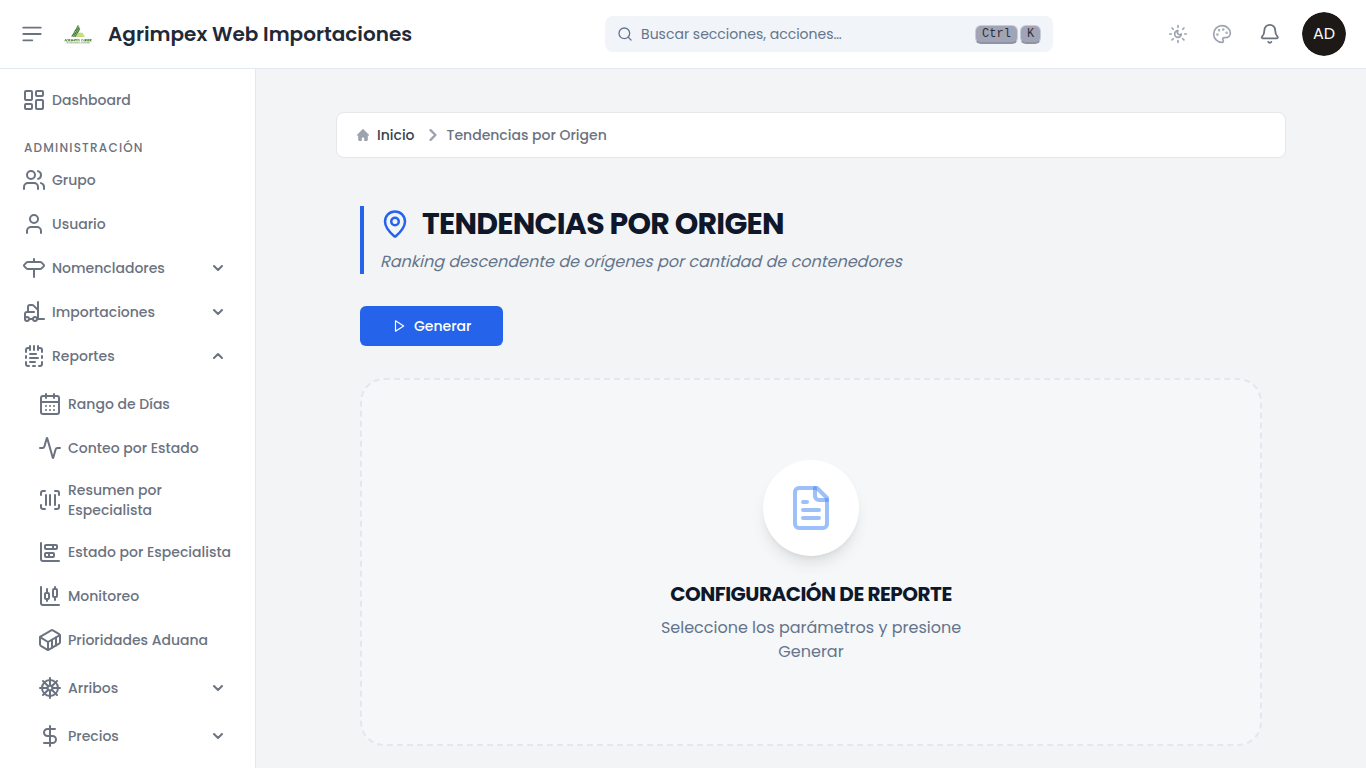 Agrimpex Web Importaciones
Buscar secciones, acciones...
Ctrl K
AD
Dashboard
ADMINISTRACIÓN
Grupo
Usuario
Nomencladores
Importaciones
Reportes
Rango de Días
Conteo por Estado
Resumen por
Especialista
Estado por Especialista
Monitoreo
Prioridades Aduana
Arribos
Precios
Inicio
Tendencias por Origen
TENDENCIAS POR ORIGEN
Ranking descendente de orígenes por cantidad de contenedores
Generar
CONFIGURACIÓN DE REPORTE
Seleccione los parámetros y presione
Generar